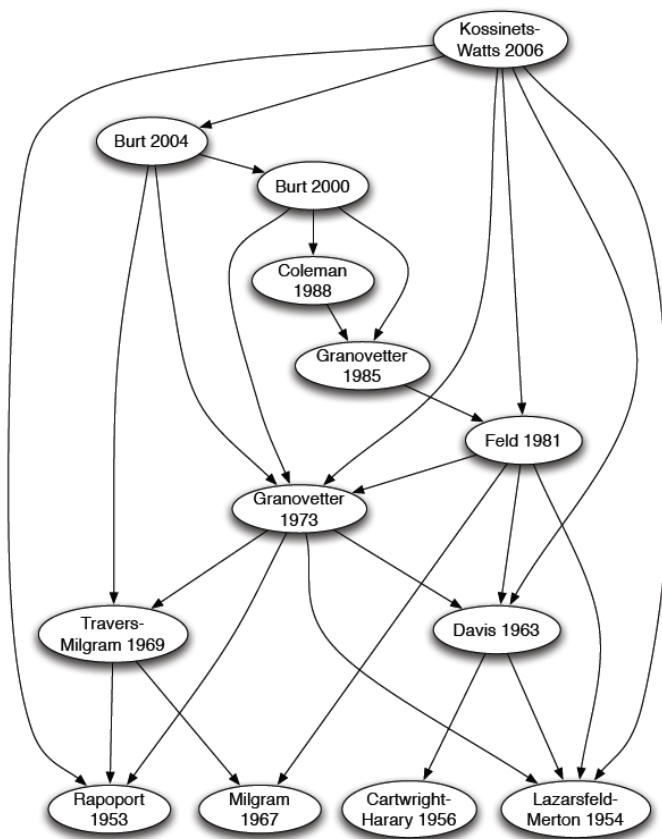 Kossinets-
Watts 2006
Burt 2004
Burt 2000
Coleman
1988
Granovetter
1985
Feld 1981
Granovetter
1973
Travers-
Milgram 1969
Davis 1963
Rapoport
1953
Milgram
1967
Cartwright-
Harary 1956
Lazarsfeld-
Merton 1954